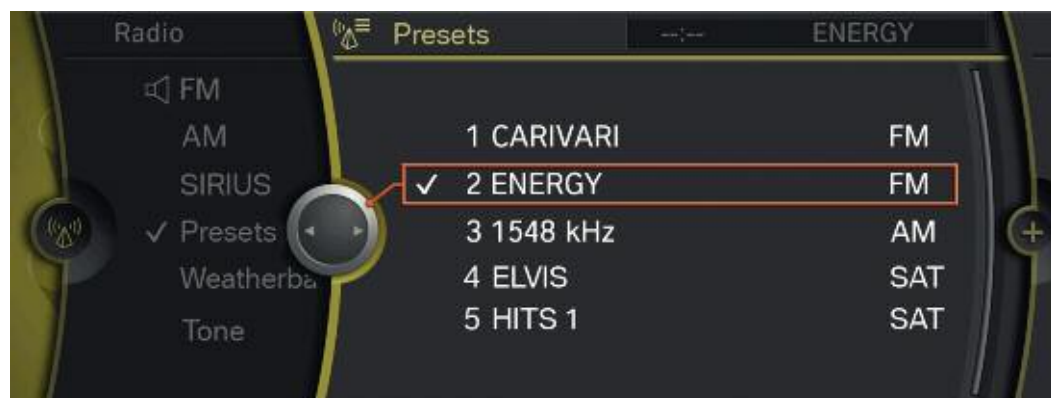 Radio
Presets --:-- ENERGY
FM
AM
SIRIUS
Presets
Weatherba
Tone
1 CARIVARI FM
2 ENERGY FM
3 1548 kHz AM
4 ELVIS SAT
5 HITS 1 SAT